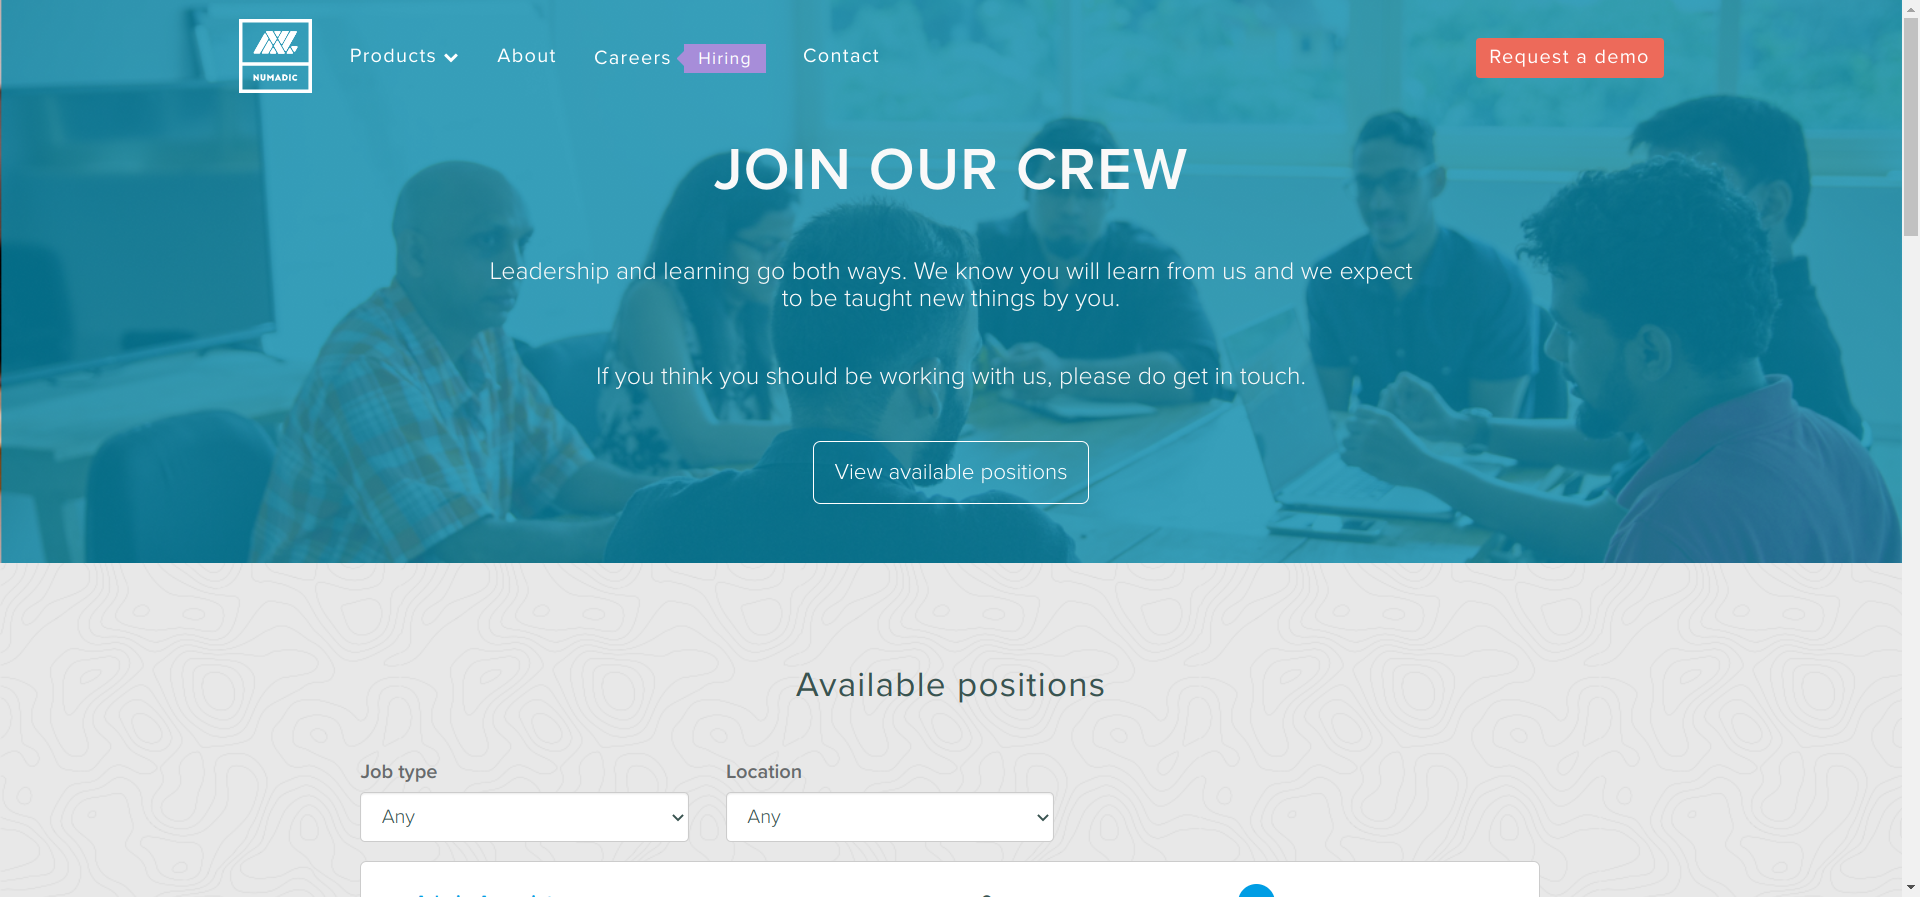 NUMADIC
Products
About
Careers
Hiring
Contact
Request a demo
JOIN OUR CREW
Leadership and learning go both ways. We know you will learn from us and we expect
to be taught new things by you.
If you think you should be working with us, please do get in touch.
View available positions
Available positions
Job type
Location
Any
Any